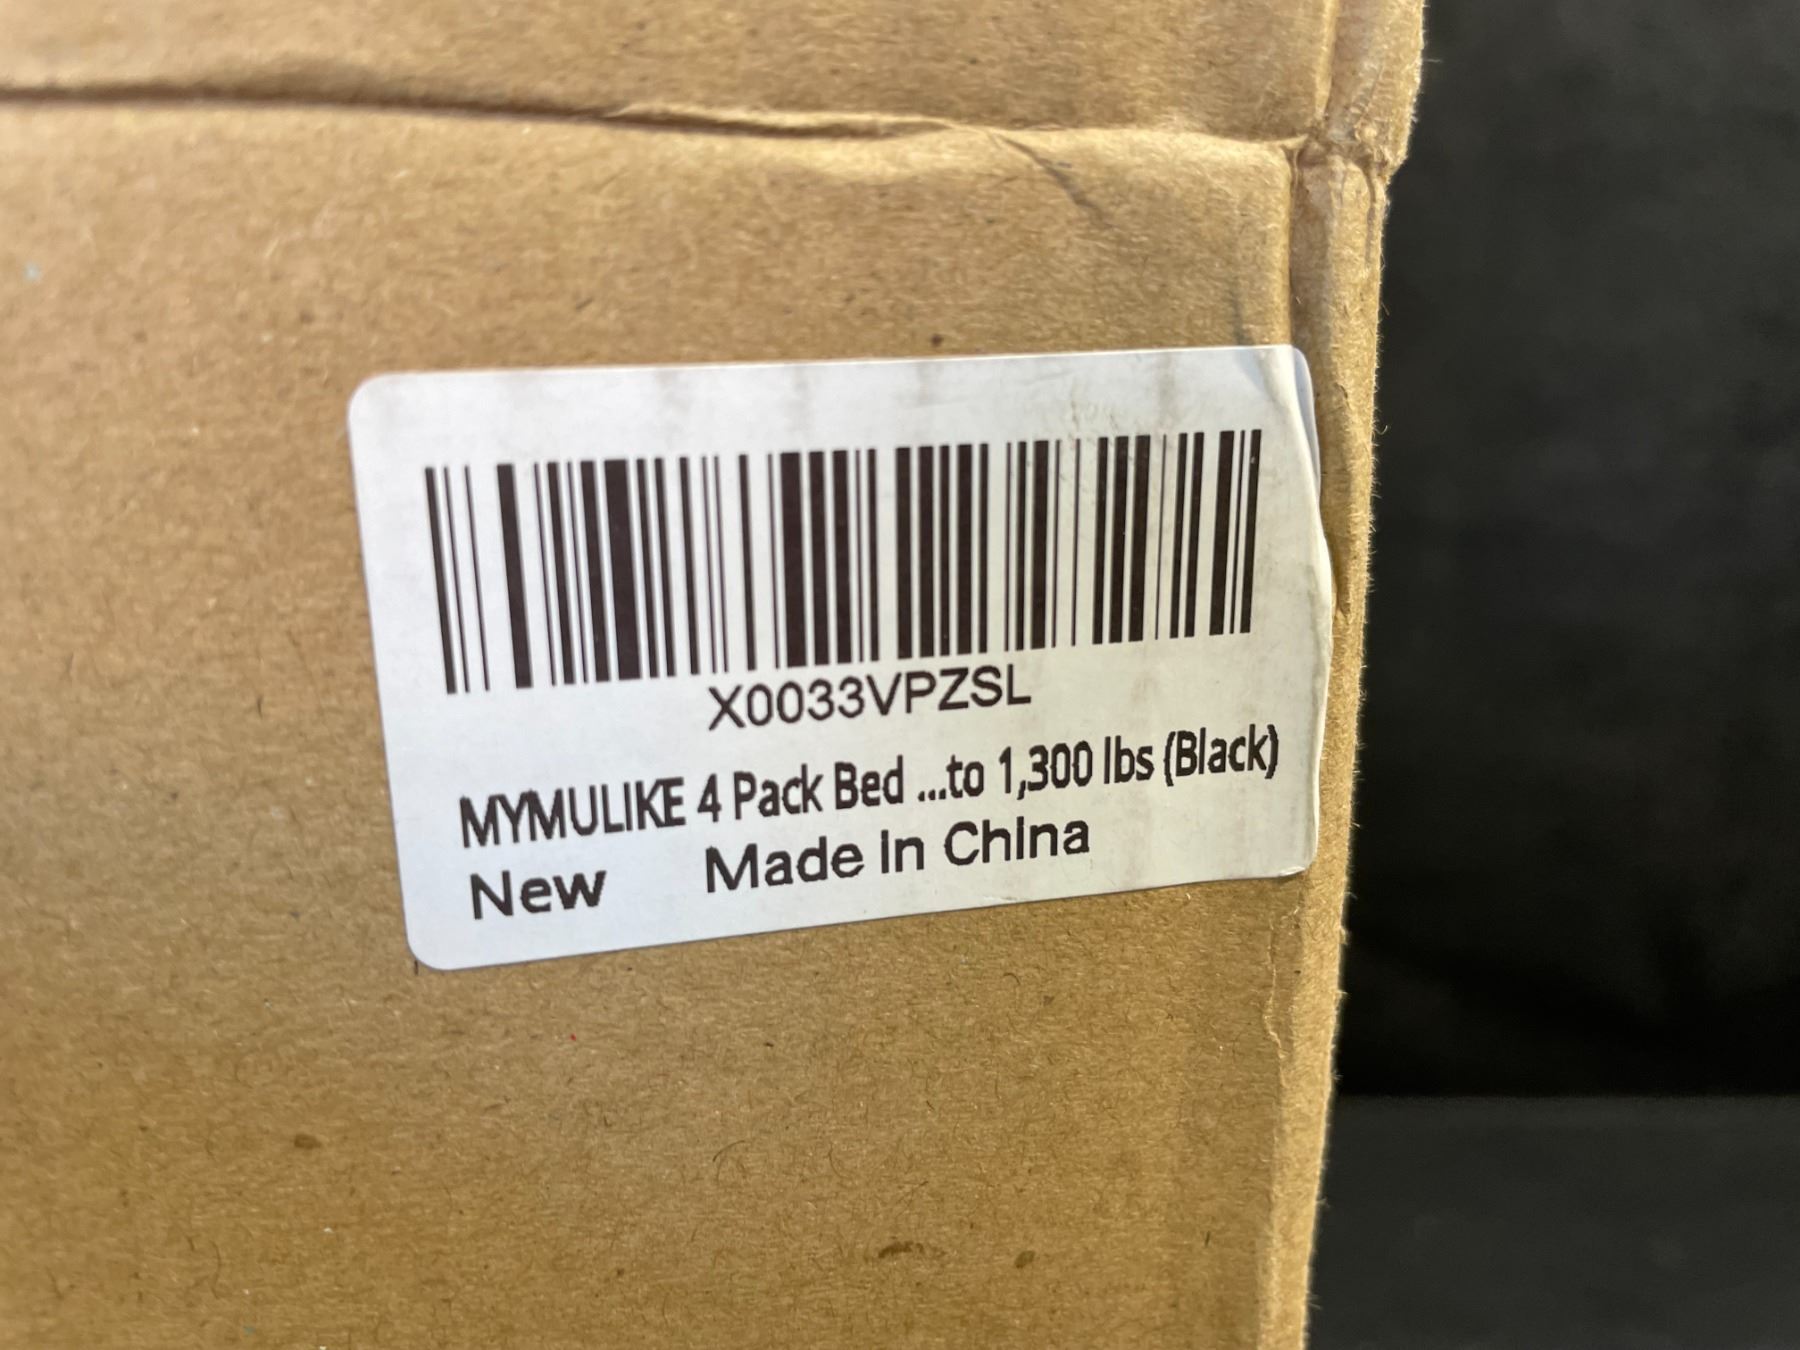 X0033VPZSL
MYMULIKE 4 Pack Bed ...to 1,300 lbs (Black)
New Made In China